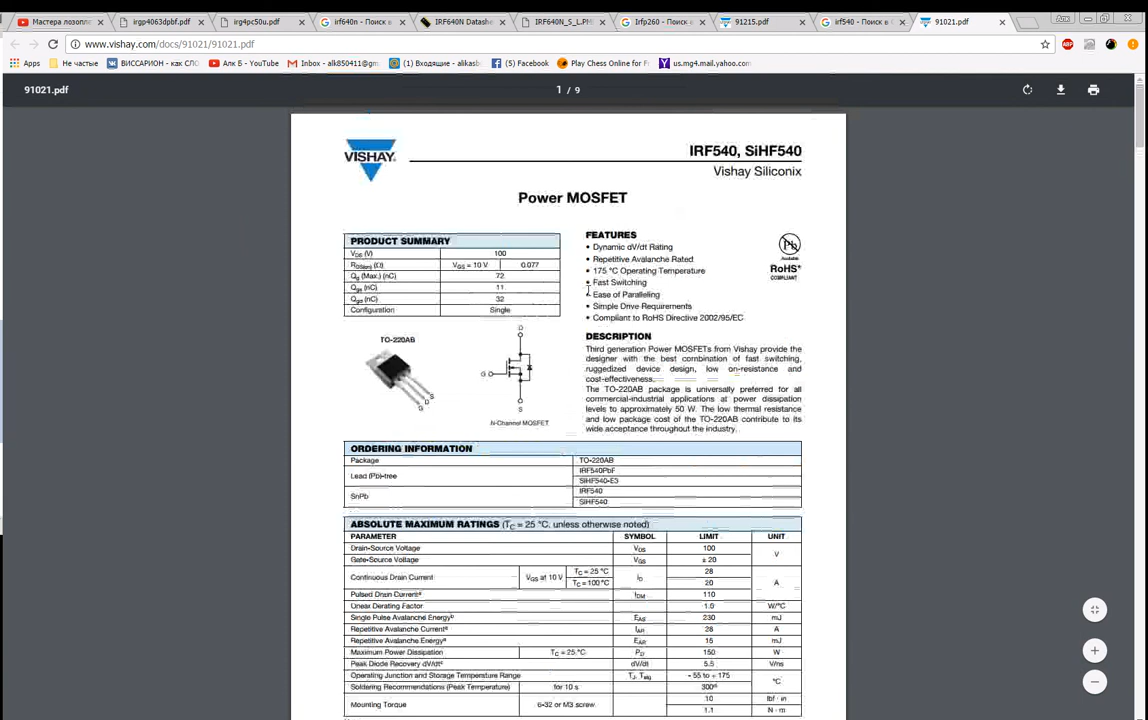 Мастера лозопле
irgp4063dpbf.pdf
irg4pc50u.pdf
irf640n - Поиск в
IRF640N Datashe
IRF640N_S_L.PM
Irfp260 - Поиск в
91215.pdf
irf540 - Поиск в
91021.pdf
Алк
www.vishay.com/docs/91021/91021.pdf
ABP
Apps
Не частые
ВИССАРИОН - как СЛ
Алк Б - YouTube
Inbox - alk850411@gm
(1) Входящие - alikasb
(5) Facebook
Play Chess Online for F
us.mg4.mail.yahoo.com
91021.pdf
1 / 9
VISHAY.
IRF540, SiHF540
Vishay Siliconix
Power MOSFET
PRODUCT SUMMARY
VDS (V) 100
RDS(on) (Ω) VGS = 10 V 0.077
Qg (Max.) (nC) 72
Qgs (nC) 11
Qgd (nC) 32
Configuration Single
FEATURES
• Dynamic dV/dt Rating
• Repetitive Avalanche Rated
• 175 °C Operating Temperature
• Fast Switching
• Ease of Paralleling
• Simple Drive Requirements
• Compliant to RoHS Directive 2002/95/EC
Pb
Available
RoHS*
COMPLIANT
TO-220AB
S
D
G
D
G
S
N-Channel MOSFET
DESCRIPTION
Third generation Power MOSFETs from Vishay provide the
designer with the best combination of fast switching,
ruggedized device design, low on-resistance and
cost-effectiveness.
The TO-220AB package is universally preferred for all
commercial-industrial applications at power dissipation
levels to approximately 50 W. The low thermal resistance
and low package cost of the TO-220AB contribute to its
wide acceptance throughout the industry.
ORDERING INFORMATION
Package TO-220AB
Lead (Pb)-free IRF540PbF
SiHF540-E3
SnPb IRF540
SiHF540
ABSOLUTE MAXIMUM RATINGS (TC = 25 °C, unless otherwise noted)
PARAMETER SYMBOL LIMIT UNIT
Drain-Source Voltage VDS 100 V
Gate-Source Voltage VGS ± 20
Continuous Drain Current VGS at 10 V TC = 25 °C ID 28 A
TC = 100 °C 20
Pulsed Drain Currentᵃ IDM 110
Linear Derating Factor 1.0 W/°C
Single Pulse Avalanche Energyᵇ EAS 230 mJ
Repetitive Avalanche Currentᵃ IAR 28 A
Repetitive Avalanche Energyᵃ EAR 15 mJ
Maximum Power Dissipation TC = 25 °C PD 150 W
Peak Diode Recovery dV/dtᶜ dV/dt 5.5 V/ns
Operating Junction and Storage Temperature Range TJ, Tstg - 55 to + 175 °C
Soldering Recommendations (Peak Temperature) for 10 s 300ᵈ
Mounting Torque 6-32 or M3 screw 10 lbf · in
1.1 N · m